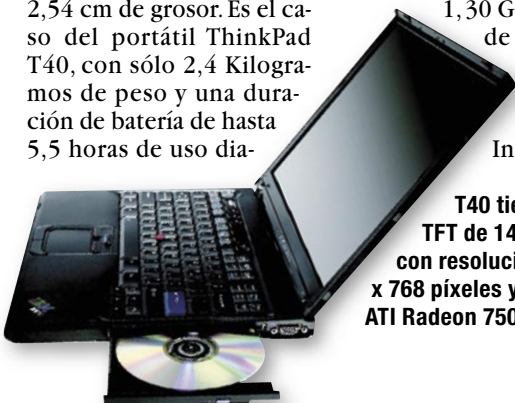 2,54 cm de grosor. Es el ca-
so del portátil ThinkPad
T40, con sólo 2,4 Kilogra-
mos de peso y una dura-
ción de batería de hasta
5,5 horas de uso dia-
1,30 G
de
In
T40 tie
TFT de 14
con resoluci
x 768 píxeles y
ATI Radeon 750